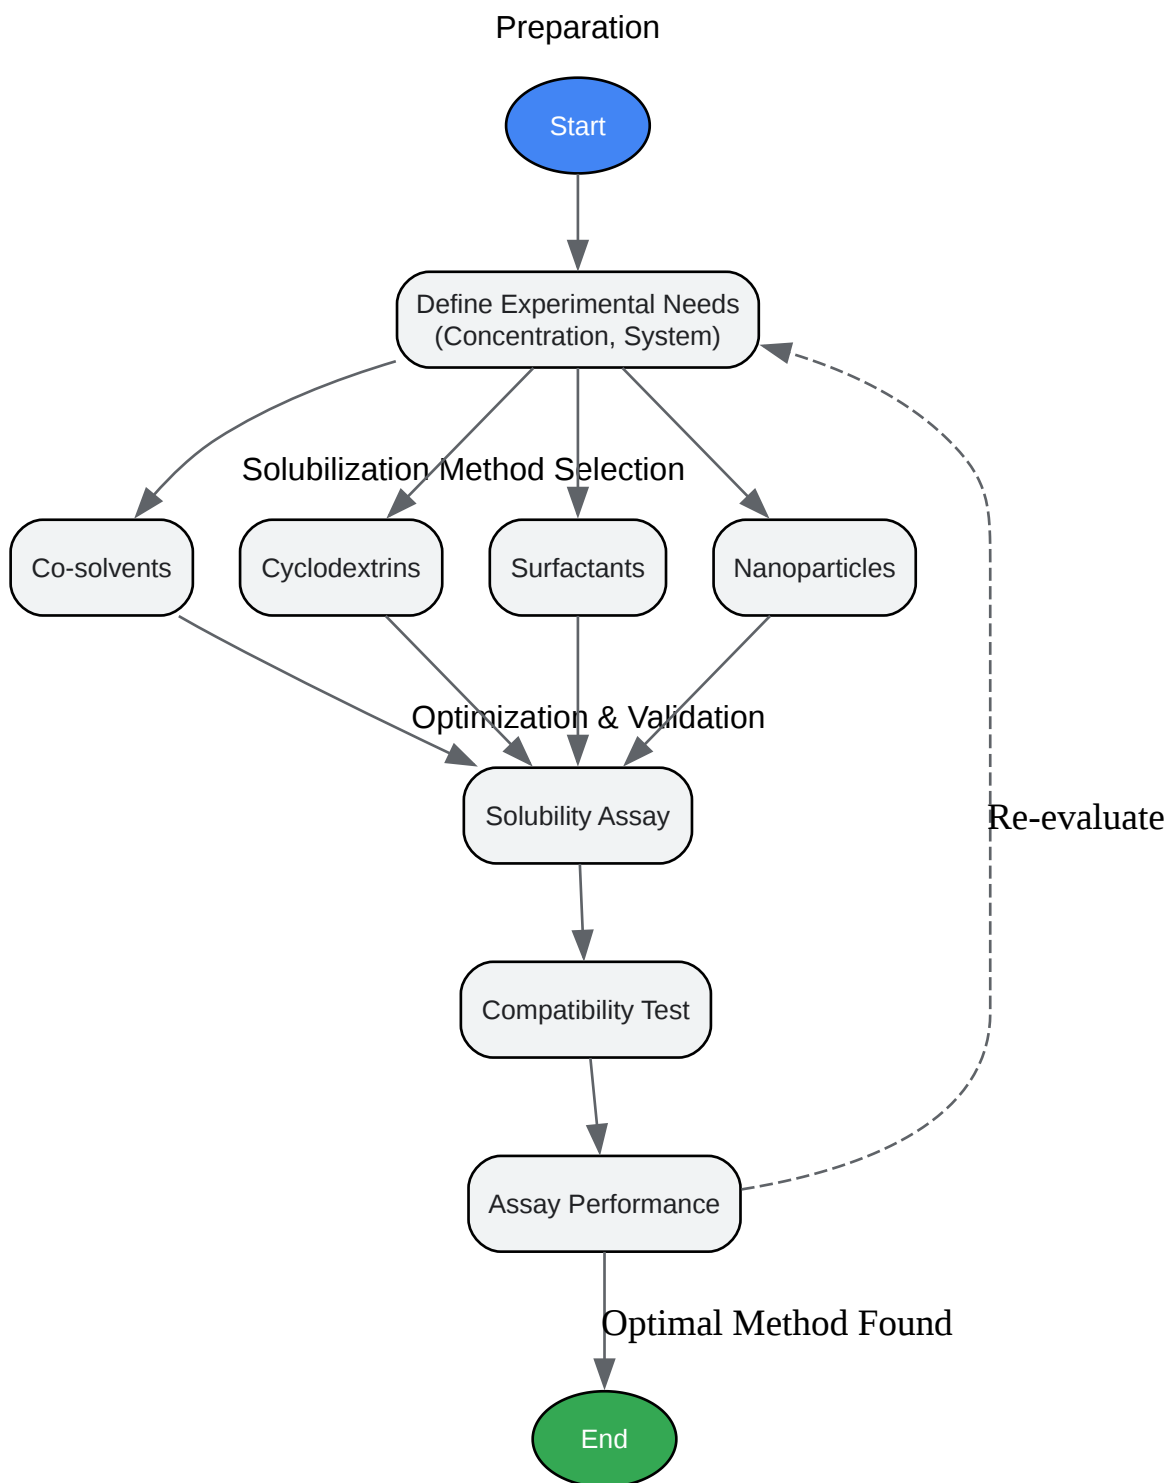 Preparation
Start
Define Experimental Needs
(Concentration, System)
Solubilization Method Selection
Co-solvents
Cyclodextrins
Surfactants
Nanoparticles
Optimization & Validation
Solubility Assay
Re-evaluate
Compatibility Test
Assay Performance
Optimal Method Found
End